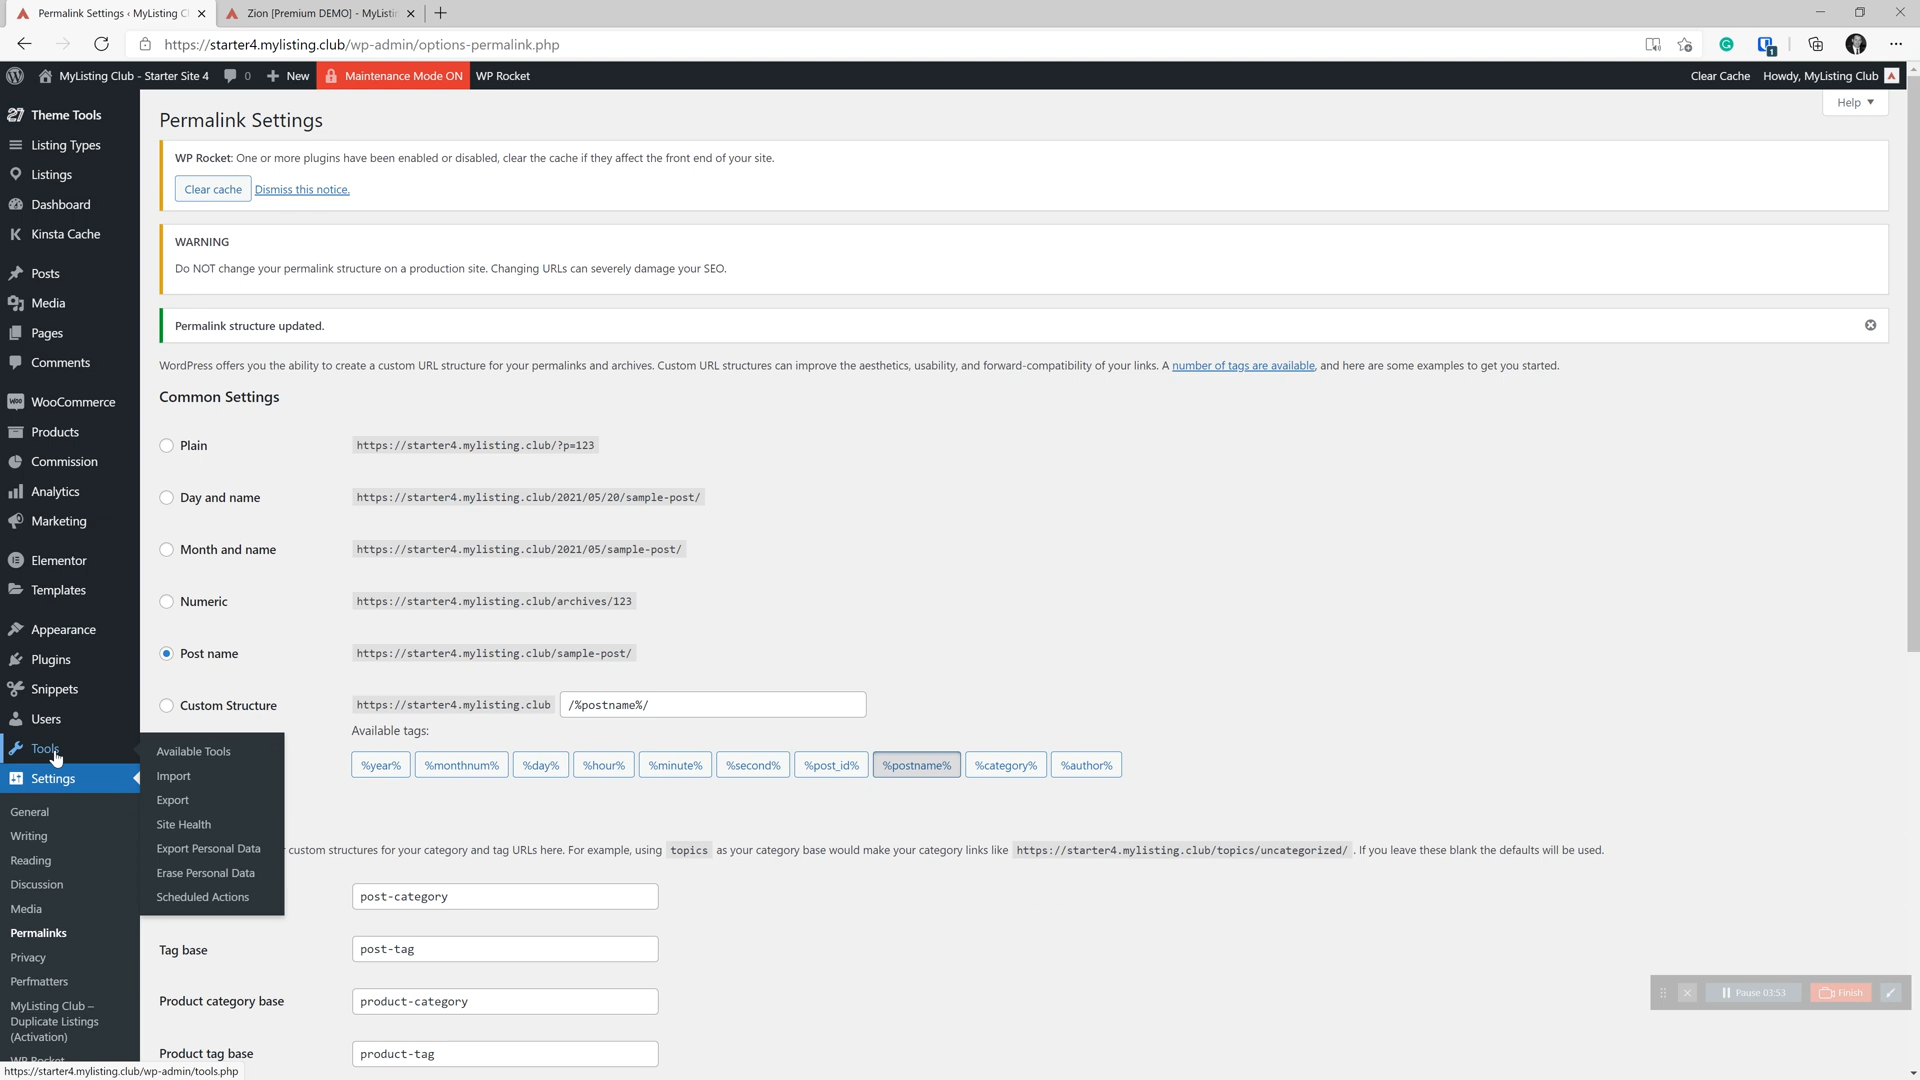 Permalink Settings ‹ MyListing C
Zion [Premium DEMO] - MyListin
https://starter4.mylisting.club/wp-admin/options-permalink.php
1
MyListing Club - Starter Site 4
0
New
Maintenance Mode ON
WP Rocket
Clear Cache
Howdy, MyListing Club
Help
27 Theme Tools
Listing Types
Listings
Dashboard
K Kinsta Cache
Posts
Media
Pages
Comments
WooCommerce
Products
Commission
Analytics
Marketing
Elementor
Templates
Appearance
Plugins
Snippets
Users
Tools
Settings
General
Writing
Reading
Discussion
Media
Permalinks
Privacy
Perfmatters
MyListing Club –
Duplicate Listings
(Activation)
WP Rocket
https://starter4.mylisting.club/wp-admin/tools.php
Available Tools
Import
Export
Site Health
Export Personal Data
Erase Personal Data
Scheduled Actions
Permalink Settings
WP Rocket: One or more plugins have been enabled or disabled, clear the cache if they affect the front end of your site.
Clear cache
Dismiss this notice.
WARNING
Do NOT change your permalink structure on a production site. Changing URLs can severely damage your SEO.
Permalink structure updated.
WordPress offers you the ability to create a custom URL structure for your permalinks and archives. Custom URL structures can improve the aesthetics, usability, and forward-compatibility of your links. A number of tags are available, and here are some examples to get you started.
Common Settings
Plain
https://starter4.mylisting.club/?p=123
Day and name
https://starter4.mylisting.club/2021/05/20/sample-post/
Month and name
https://starter4.mylisting.club/2021/05/sample-post/
Numeric
https://starter4.mylisting.club/archives/123
Post name
https://starter4.mylisting.club/sample-post/
Custom Structure
https://starter4.mylisting.club
/%postname%/
Available tags:
%year%
%monthnum%
%day%
%hour%
%minute%
%second%
%post_id%
%postname%
%category%
%author%
custom structures for your category and tag URLs here. For example, using topics as your category base would make your category links like https://starter4.mylisting.club/topics/uncategorized/ . If you leave these blank the defaults will be used.
post-category
Tag base
post-tag
Product category base
product-category
Product tag base
product-tag
Pause 03:53
Finish